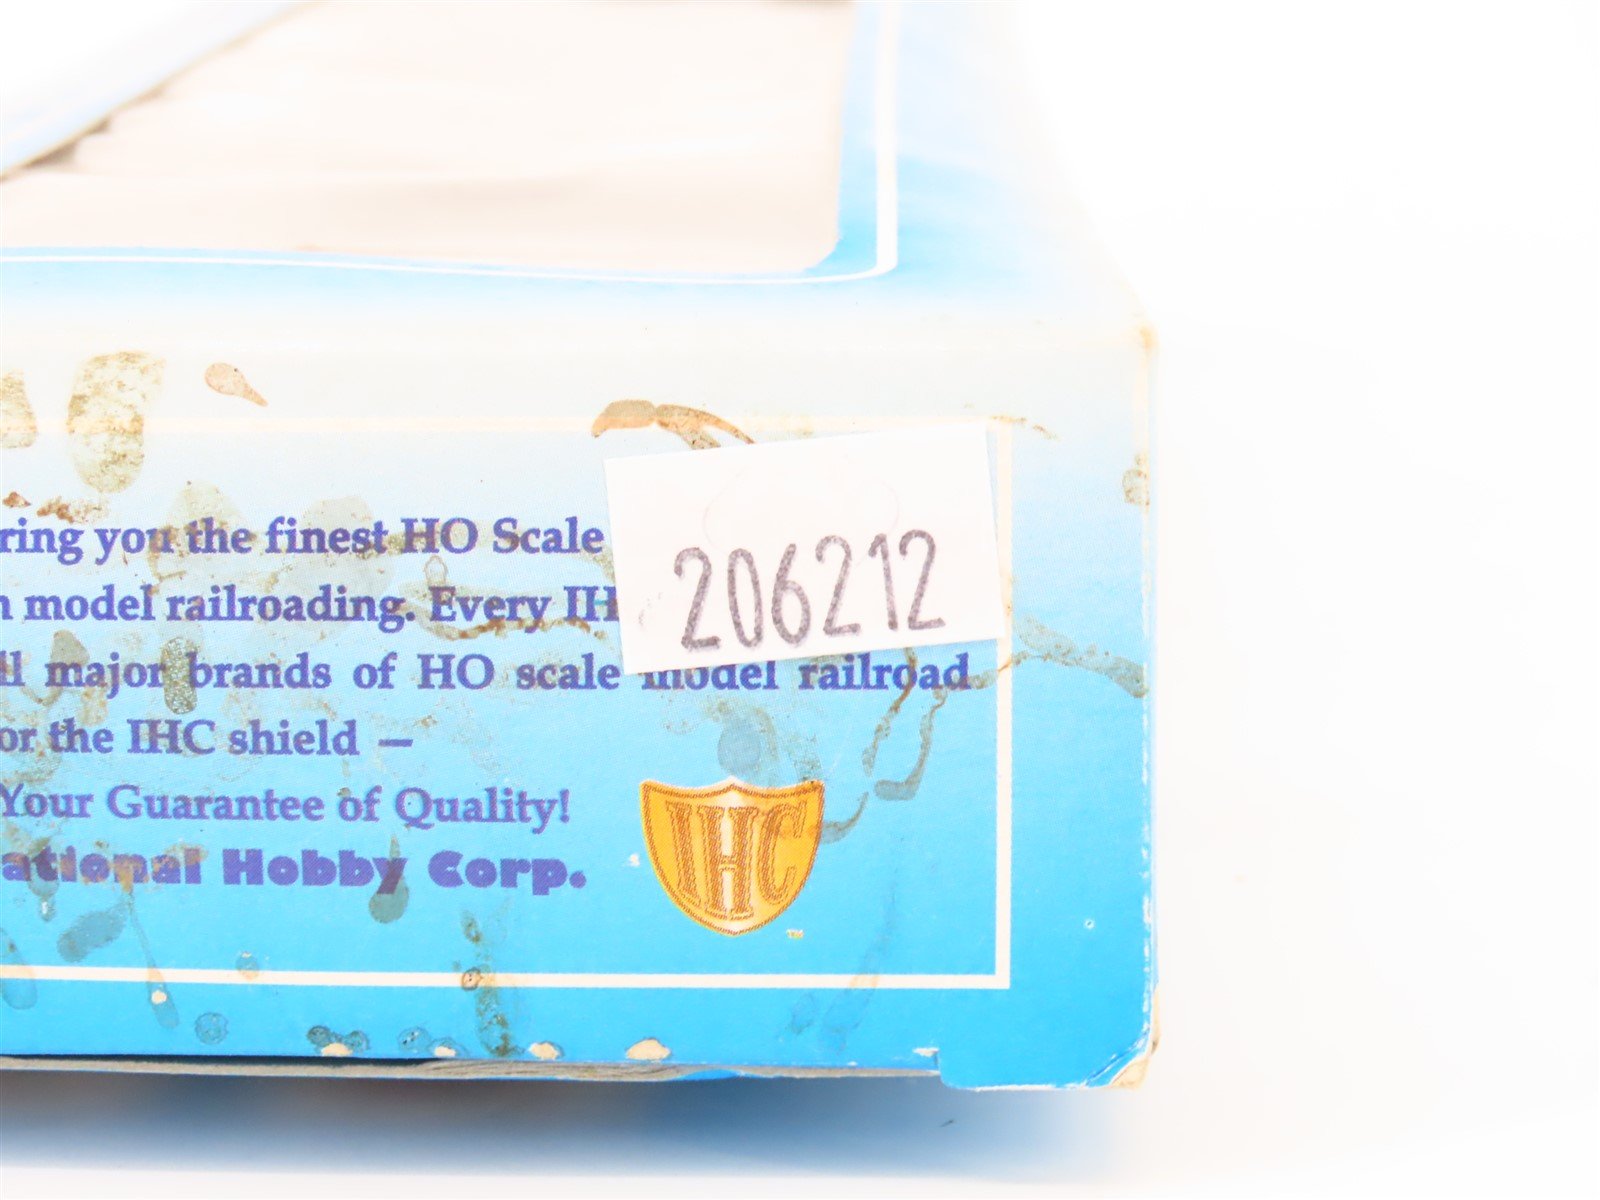 ring you the finest HO Scale
model railroading. Every IH
206212
major brands of HO scale model railroad
or the IHC shield —
Your Guarantee of Quality!
ational Hobby Corp.
IHC
TM